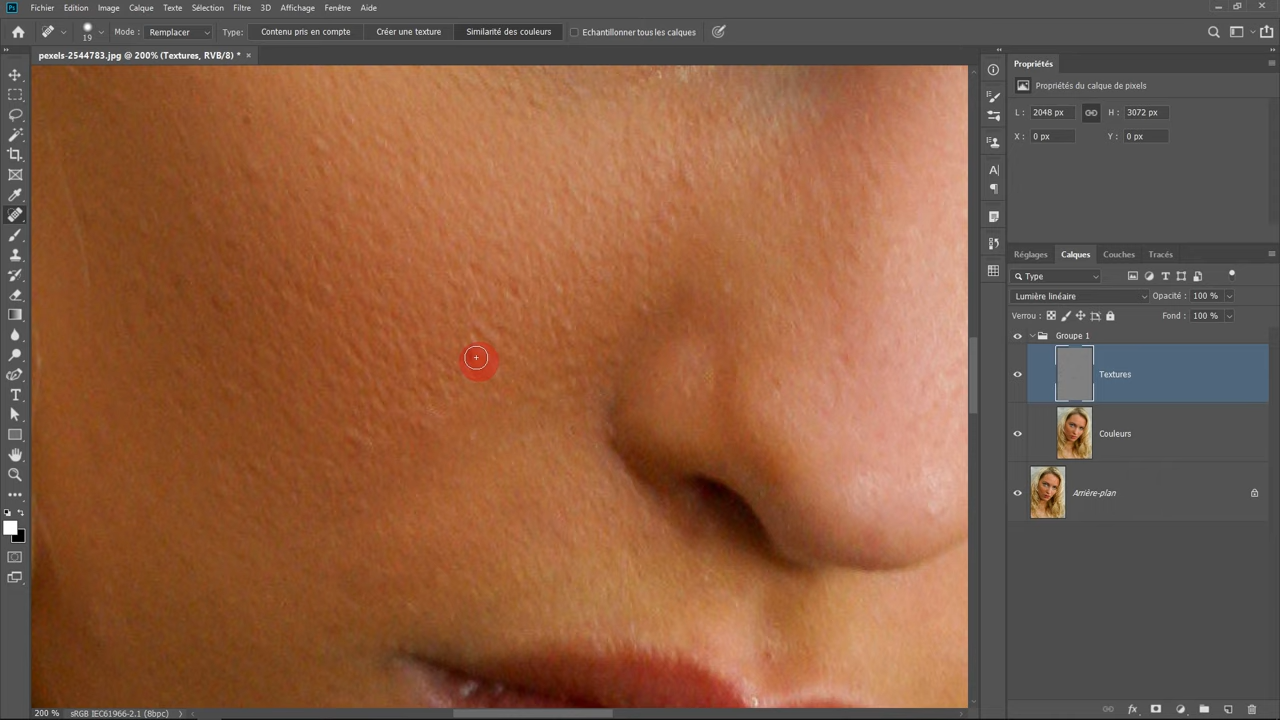 Ps Fichier Edition Image Calque Texte Sélection Filtre 3D Affichage Fenêtre Aide
19 Mode : Remplacer Type : Contenu pris en compte Créer une texture Similarité des couleurs Echantillonner tous les calques
pexels-2544783.jpg @ 200% (Textures, RVB/8) * ×
Propriétés
Propriétés du calque de pixels
L : 2048 px H : 3072 px
X : 0 px Y : 0 px
Réglages Calques Couches Tracés
Type
Lumière linéaire Opacité : 100 %
Verrou : Fond : 100 %
Groupe 1
Textures
Couleurs
Arrière-plan
200 % sRGB IEC61966-2.1 (8bpc)